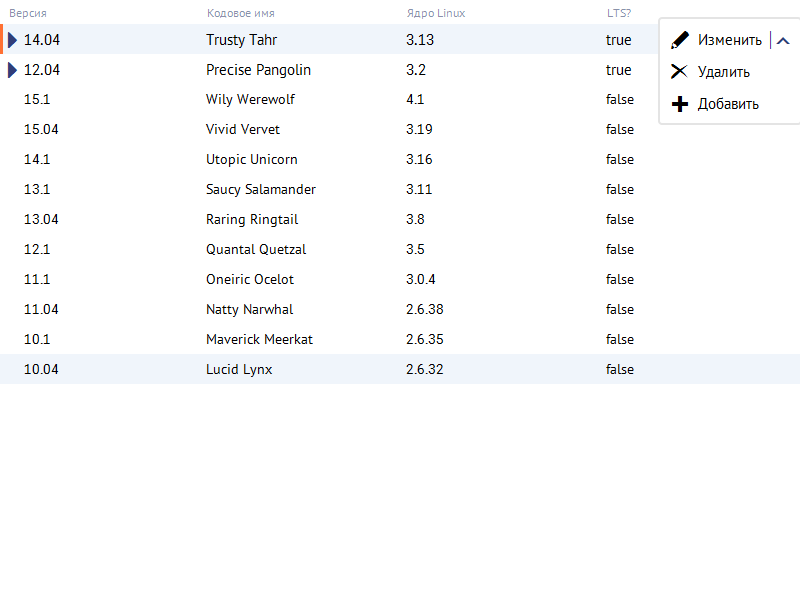 Версия Кодовое имя Ядро Linux LTS?
14.04 Trusty Tahr 3.13 true Изменить
12.04 Precise Pangolin 3.2 true Удалить
15.1 Wily Werewolf 4.1 false Добавить
15.04 Vivid Vervet 3.19 false
14.1 Utopic Unicorn 3.16 false
13.1 Saucy Salamander 3.11 false
13.04 Raring Ringtail 3.8 false
12.1 Quantal Quetzal 3.5 false
11.1 Oneiric Ocelot 3.0.4 false
11.04 Natty Narwhal 2.6.38 false
10.1 Maverick Meerkat 2.6.35 false
10.04 Lucid Lynx 2.6.32 false